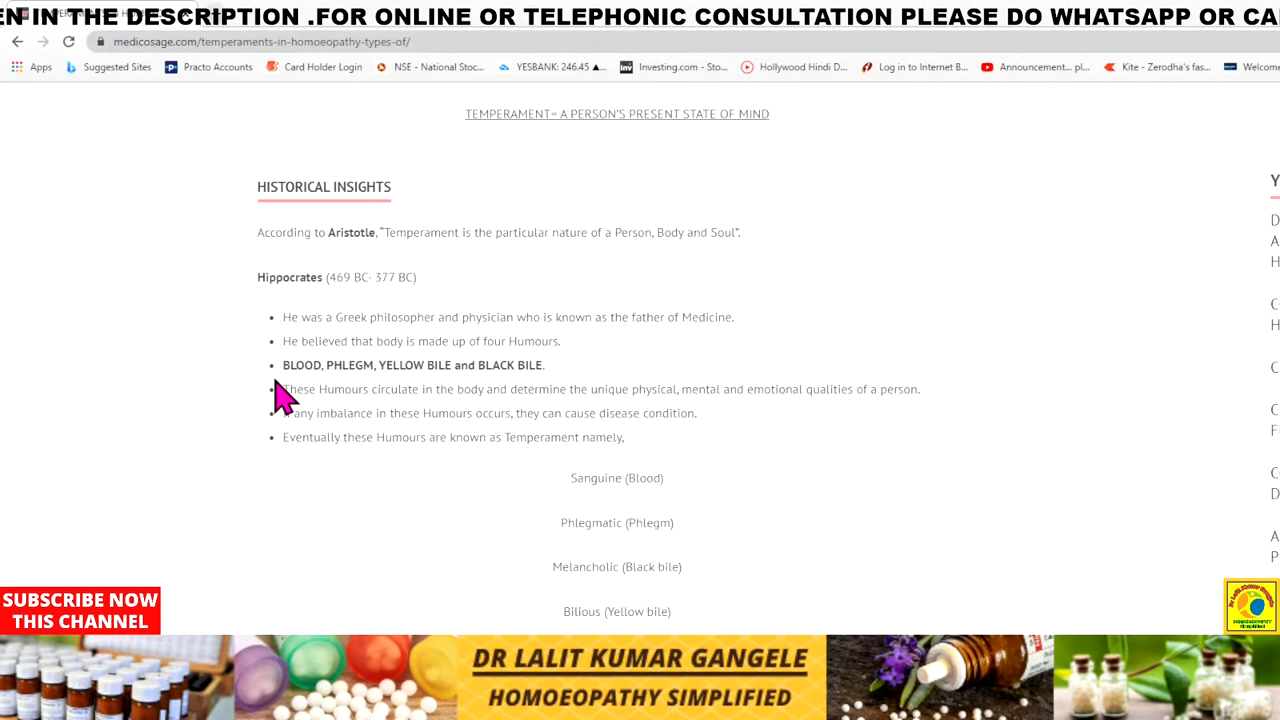 EN IN THE DESCRIPTION .FOR ONLINE OR TELEPHONIC CONSULTATION PLEASE DO WHATSAPP OR CA
medicosage.com/temperaments-in-homoeopathy-types-of/
Apps Suggested Sites Practo Accounts Card Holder Login NSE - National Stoc... YESBANK: 246.45 ▲... Investing.com - Sto... Hollywood Hindi D... Log in to Internet B... Announcement... pl... Kite - Zerodha's fas... Welcome
TEMPERAMENT= A PERSON'S PRESENT STATE OF MIND
HISTORICAL INSIGHTS
According to Aristotle, “Temperament is the particular nature of a Person, Body and Soul”.
Hippocrates (469 BC- 377 BC)
• He was a Greek philosopher and physician who is known as the father of Medicine.
• He believed that body is made up of four Humours.
• BLOOD, PHLEGM, YELLOW BILE and BLACK BILE.
• These Humours circulate in the body and determine the unique physical, mental and emotional qualities of a person.
• If any imbalance in these Humours occurs, they can cause disease condition.
• Eventually these Humours are known as Temperament namely,
Sanguine (Blood)
Phlegmatic (Phlegm)
Melancholic (Black bile)
Bilious (Yellow bile)
SUBSCRIBE NOW
THIS CHANNEL
DR LALIT KUMAR GANGELE
HOMOEOPATHY SIMPLIFIED